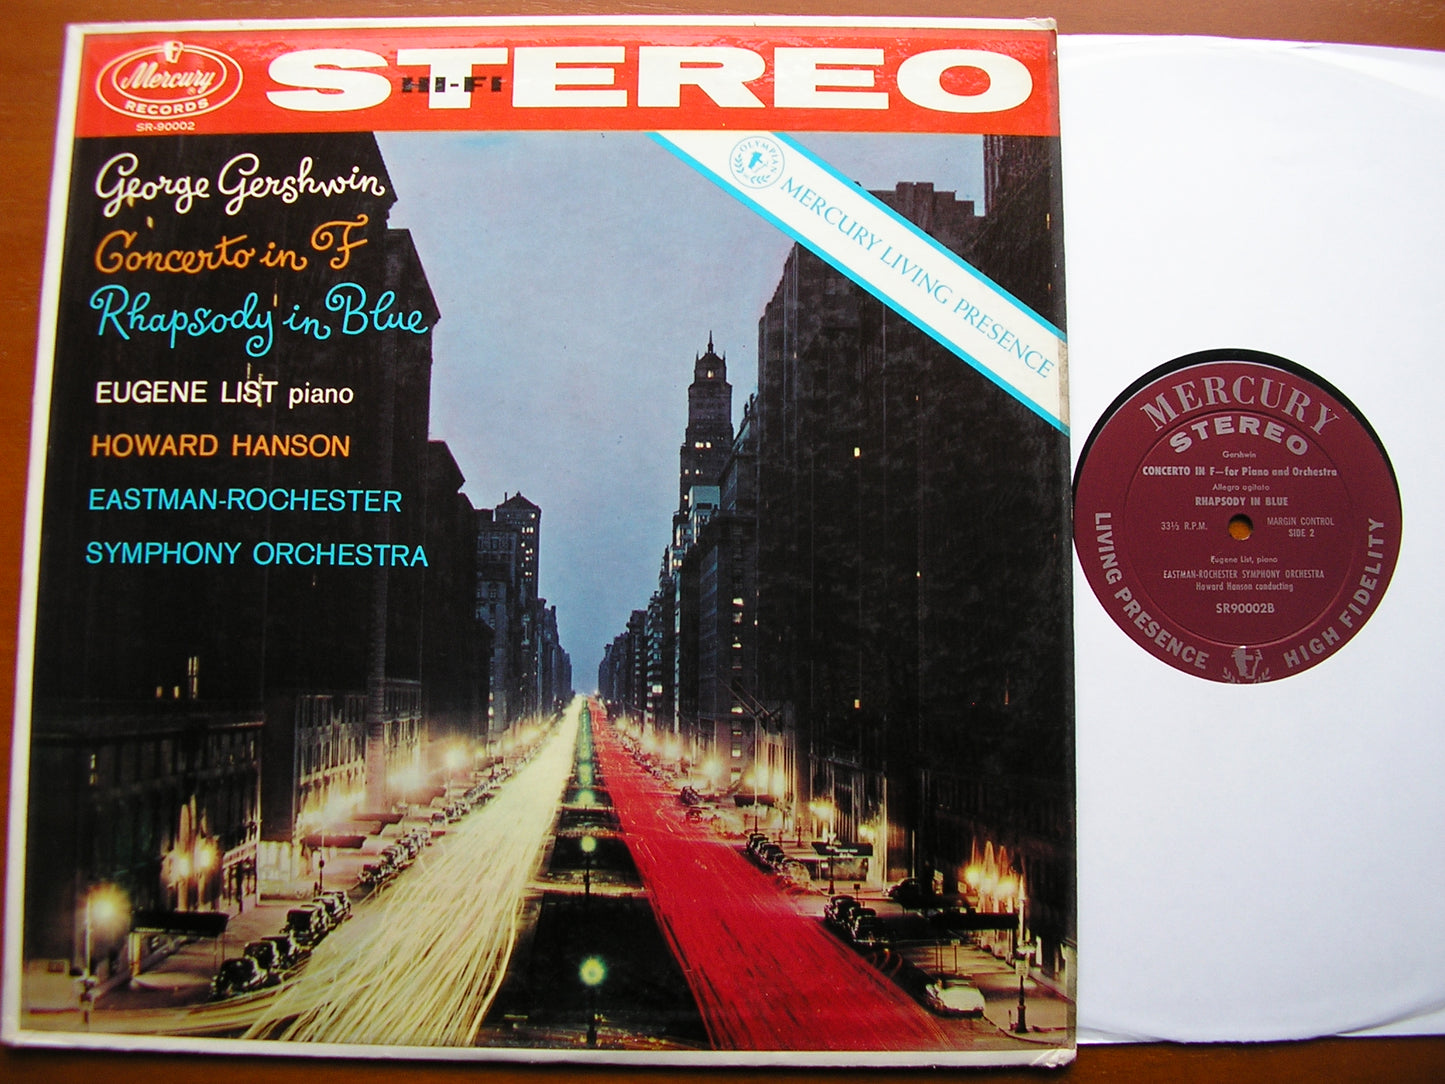 Mercury
®
RECORDS
SR-90002
STEREO
HI-FI
OLYMPIAN
MERCURY LIVING PRESENCE
George Gershwin
Concerto in F
Rhapsody in Blue
EUGENE LIST piano
HOWARD HANSON
EASTMAN-ROCHESTER
SYMPHONY ORCHESTRA
MERCURY
STEREO
Gershwin
CONCERTO IN F—for Piano and Orchestra
Allegro agitato
RHAPSODY IN BLUE
33⅓ R.P.M.
MARGIN CONTROL
SIDE 2
Eugene List, piano
EASTMAN-ROCHESTER SYMPHONY ORCHESTRA
Howard Hanson conducting
SR90002B
LIVING PRESENCE
HIGH FIDELITY